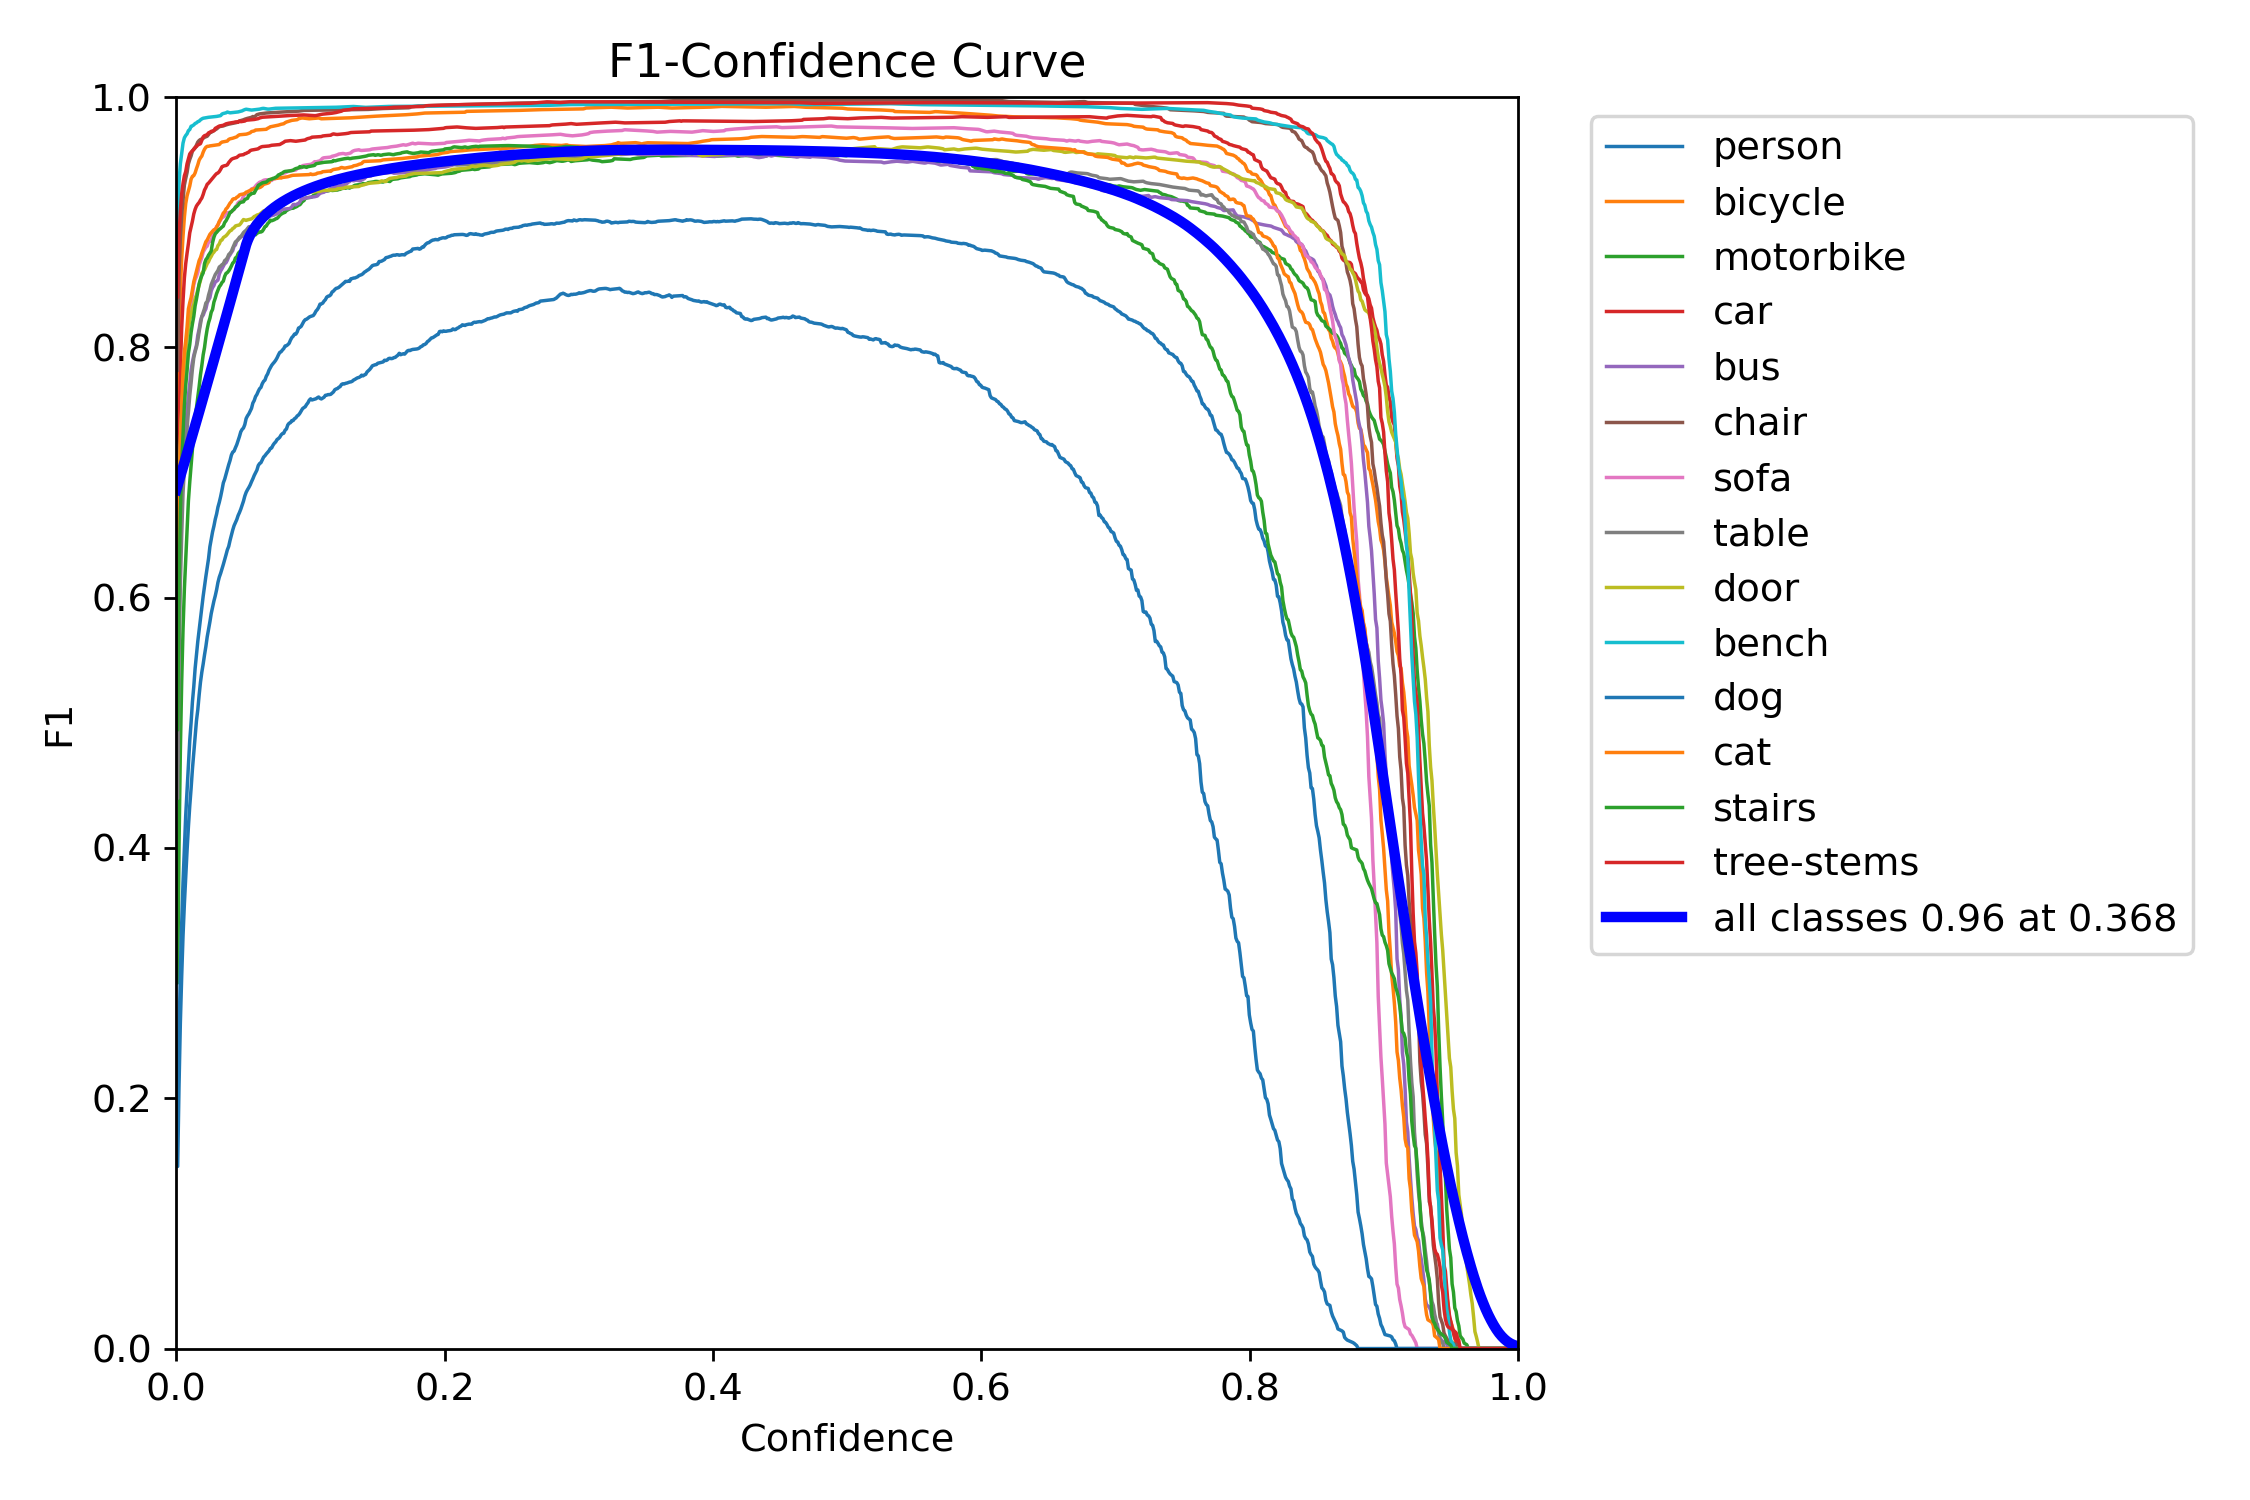 F1-Confidence Curve
1.0
0.8
0.6
0.4
0.2
0.0
F1
0.0 0.2 0.4 0.6 0.8 1.0
Confidence
person
bicycle
motorbike
car
bus
chair
sofa
table
door
bench
dog
cat
stairs
tree-stems
all classes 0.96 at 0.368